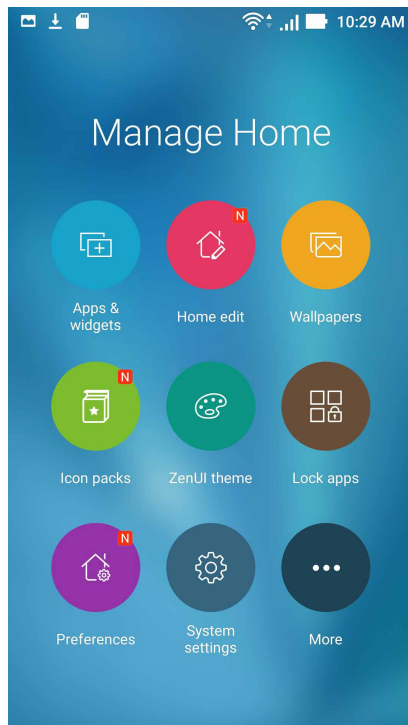 10:29 AM
Manage Home
N
Apps &
widgets
Home edit
Wallpapers
N
Icon packs
ZenUI theme
Lock apps
N
Preferences
System
settings
More